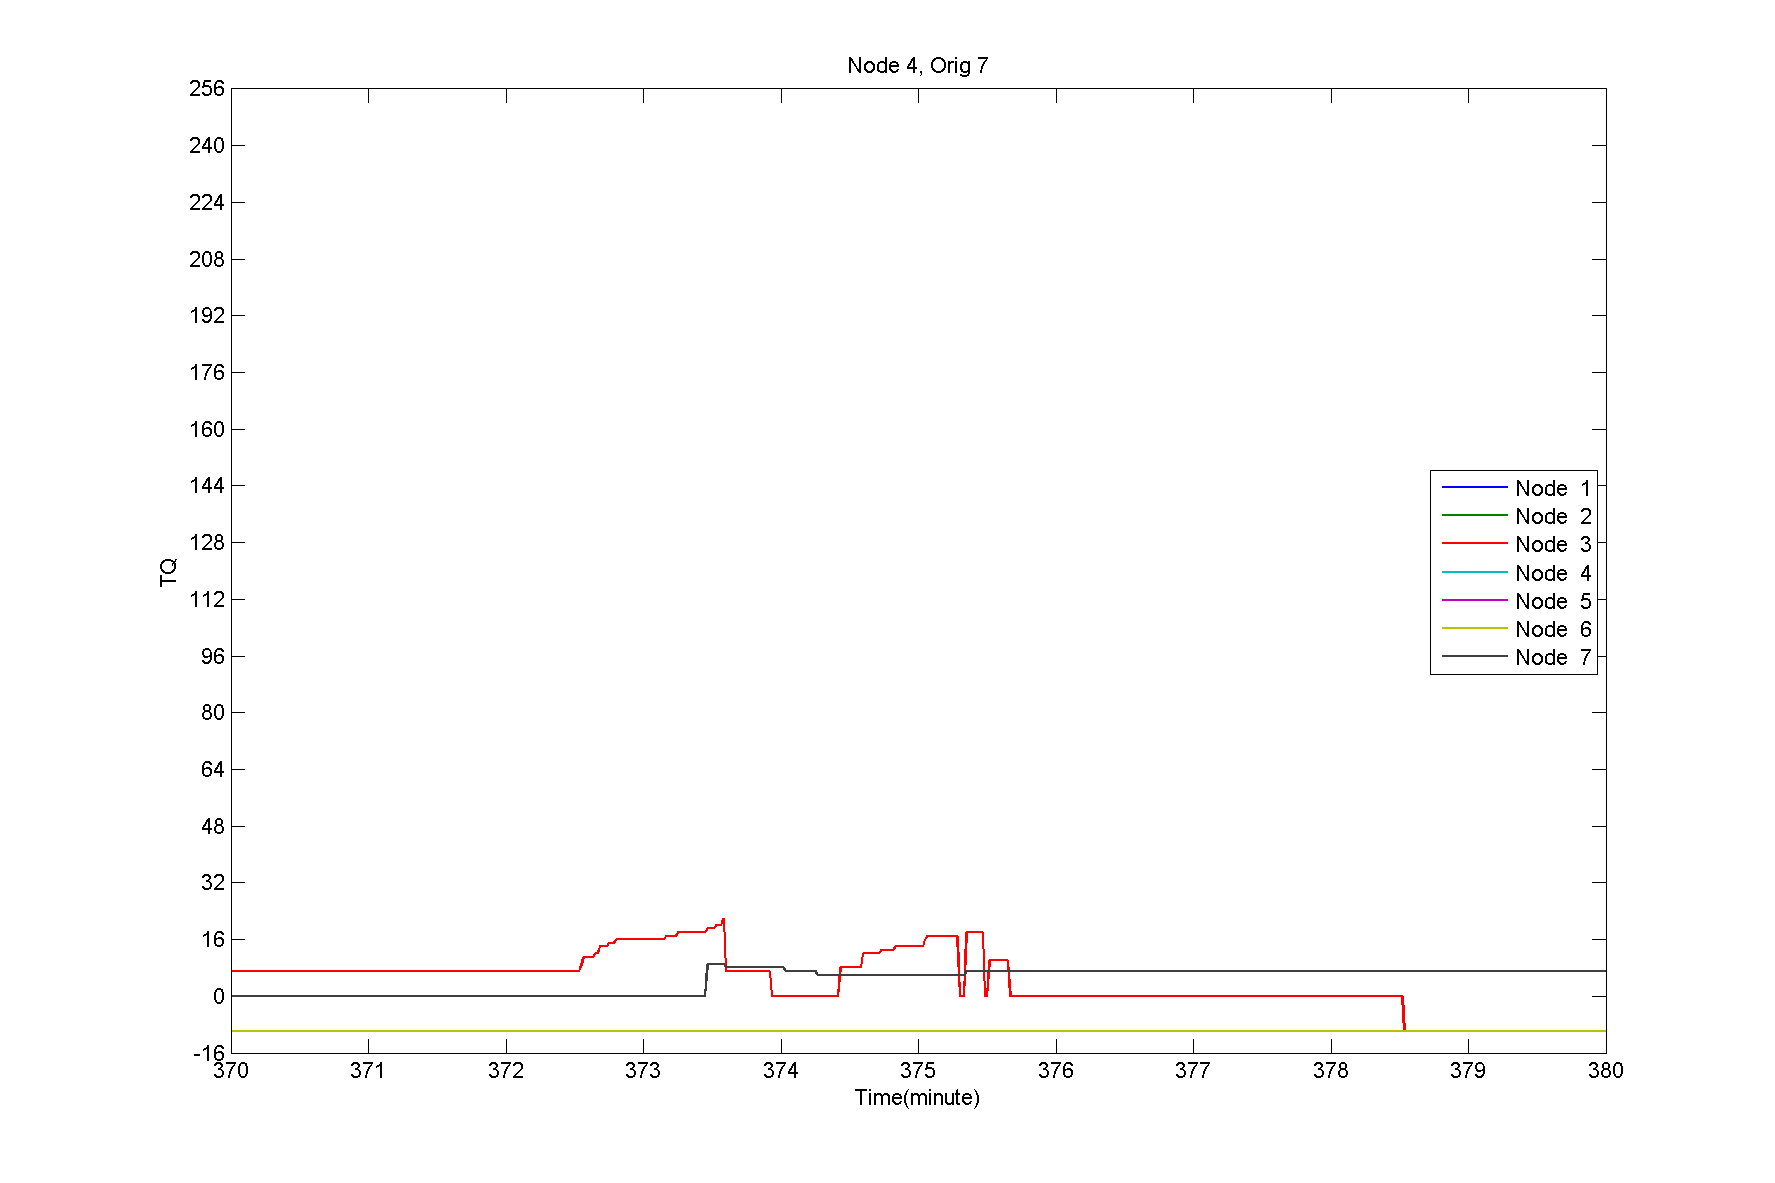 Node 4, Orig 7
256
240
224
208
192
176
160
144
128
112
96
80
64
48
32
16
0
-16
TQ
Node 1
Node 2
Node 3
Node 4
Node 5
Node 6
Node 7
370 371 372 373 374 375 376 377 378 379 380
Time(minute)